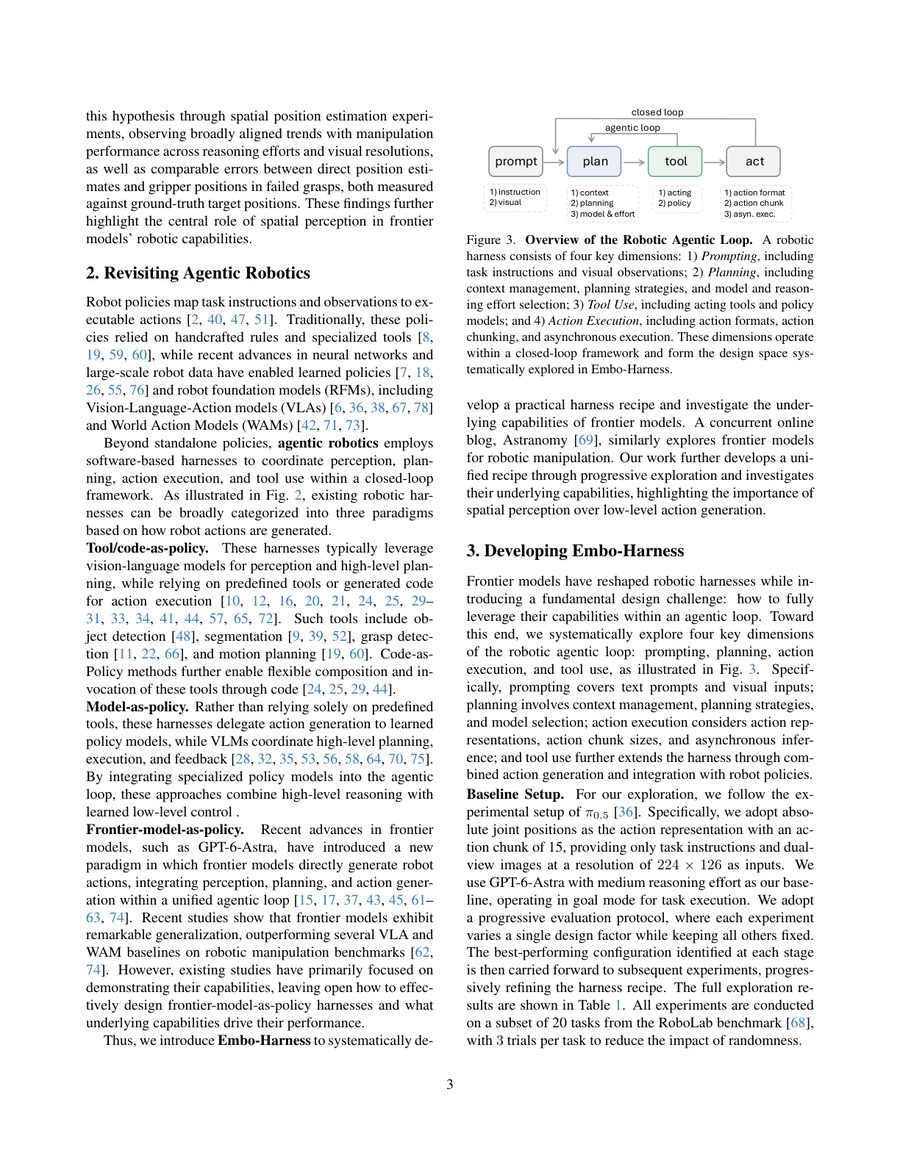 this hypothesis through spatial position estimation experi-
ments, observing broadly aligned trends with manipulation
performance across reasoning efforts and visual resolutions,
as well as comparable errors between direct position esti-
mates and gripper positions in failed grasps, both measured
against ground-truth target positions. These findings further
highlight the central role of spatial perception in frontier
models' robotic capabilities.
2. Revisiting Agentic Robotics
Robot policies map task instructions and observations to ex-
ecutable actions [2, 40, 47, 51]. Traditionally, these poli-
cies relied on handcrafted rules and specialized tools [8,
19, 59, 60], while recent advances in neural networks and
large-scale robot data have enabled learned policies [7, 18,
26, 55, 76] and robot foundation models (RFMs), including
Vision-Language-Action models (VLAs) [6, 36, 38, 67, 78]
and World Action Models (WAMs) [42, 71, 73].
Beyond standalone policies, agentic robotics employs
software-based harnesses to coordinate perception, plan-
ning, action execution, and tool use within a closed-loop
framework. As illustrated in Fig. 2, existing robotic har-
nesses can be broadly categorized into three paradigms
based on how robot actions are generated.
Tool/code-as-policy. These harnesses typically leverage
vision-language models for perception and high-level plan-
ning, while relying on predefined tools or generated code
for action execution [10, 12, 16, 20, 21, 24, 25, 29–
31, 33, 34, 41, 44, 57, 65, 72]. Such tools include ob-
ject detection [48], segmentation [9, 39, 52], grasp detec-
tion [11, 22, 66], and motion planning [19, 60]. Code-as-
Policy methods further enable flexible composition and in-
vocation of these tools through code [24, 25, 29, 44].
Model-as-policy. Rather than relying solely on predefined
tools, these harnesses delegate action generation to learned
policy models, while VLMs coordinate high-level planning,
execution, and feedback [28, 32, 35, 53, 56, 58, 64, 70, 75].
By integrating specialized policy models into the agentic
loop, these approaches combine high-level reasoning with
learned low-level control .
Frontier-model-as-policy. Recent advances in frontier
models, such as GPT-6-Astra, have introduced a new
paradigm in which frontier models directly generate robot
actions, integrating perception, planning, and action gener-
ation within a unified agentic loop [15, 17, 37, 43, 45, 61–
63, 74]. Recent studies show that frontier models exhibit
remarkable generalization, outperforming several VLA and
WAM baselines on robotic manipulation benchmarks [62,
74]. However, existing studies have primarily focused on
demonstrating their capabilities, leaving open how to effec-
tively design frontier-model-as-policy harnesses and what
underlying capabilities drive their performance.
Thus, we introduce Embo-Harness to systematically de-
closed loop
agentic loop
prompt plan tool act
1) instruction
2) visual
1) context
2) planning
3) model & effort
1) acting
2) policy
1) action format
2) action chunk
3) asyn. exec.
Figure 3. Overview of the Robotic Agentic Loop. A robotic
harness consists of four key dimensions: 1) Prompting, including
task instructions and visual observations; 2) Planning, including
context management, planning strategies, and model and reason-
ing effort selection; 3) Tool Use, including acting tools and policy
models; and 4) Action Execution, including action formats, action
chunking, and asynchronous execution. These dimensions operate
within a closed-loop framework and form the design space sys-
tematically explored in Embo-Harness.
velop a practical harness recipe and investigate the under-
lying capabilities of frontier models. A concurrent online
blog, Astranomy [69], similarly explores frontier models
for robotic manipulation. Our work further develops a uni-
fied recipe through progressive exploration and investigates
their underlying capabilities, highlighting the importance of
spatial perception over low-level action generation.
3. Developing Embo-Harness
Frontier models have reshaped robotic harnesses while in-
troducing a fundamental design challenge: how to fully
leverage their capabilities within an agentic loop. Toward
this end, we systematically explore four key dimensions
of the robotic agentic loop: prompting, planning, action
execution, and tool use, as illustrated in Fig. 3. Specif-
ically, prompting covers text prompts and visual inputs;
planning involves context management, planning strategies,
and model selection; action execution considers action rep-
resentations, action chunk sizes, and asynchronous infer-
ence; and tool use further extends the harness through com-
bined action generation and integration with robot policies.
Baseline Setup. For our exploration, we follow the ex-
perimental setup of π0.5 [36]. Specifically, we adopt abso-
lute joint positions as the action representation with an ac-
tion chunk of 15, providing only task instructions and dual-
view images at a resolution of 224 × 126 as inputs. We
use GPT-6-Astra with medium reasoning effort as our base-
line, operating in goal mode for task execution. We adopt
a progressive evaluation protocol, where each experiment
varies a single design factor while keeping all others fixed.
The best-performing configuration identified at each stage
is then carried forward to subsequent experiments, progres-
sively refining the harness recipe. The full exploration re-
sults are shown in Table 1. All experiments are conducted
on a subset of 20 tasks from the RoboLab benchmark [68],
with 3 trials per task to reduce the impact of randomness.
3